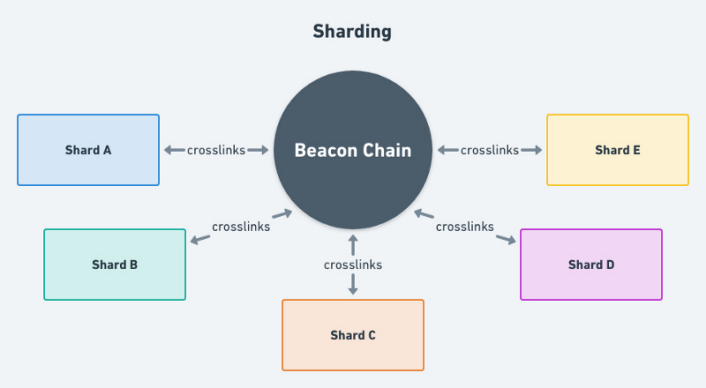 Sharding
Shard A
crosslinks
Beacon Chain
crosslinks
Shard E
crosslinks
crosslinks
Shard B
crosslinks
Shard D
Shard C